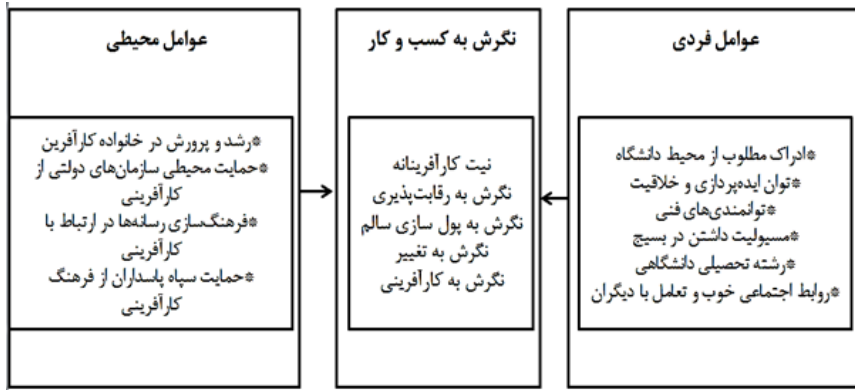 عوامل فردی
*ادراک مطلوب از محیط دانشگاه
*توان ایده‌پردازی و خلاقیت
*توانمندی‌های فنی
*مسیولیت داشتن در بسیج
*رشته تحصیلی دانشگاهی
*روابط اجتماعی خوب و تعامل با دیگران
نگرش به کسب و کار
نیت کارآفرینانه
نگرش به رقابت‌پذیری
نگرش به پول سازی سالم
نگرش به تغییر
نگرش به کارآفرینی
عوامل محیطی
*رشد و پرورش در خانواده کارآفرین
*حمایت محیطی سازمان‌های دولتی از
کارآفرینی
*فرهنگ‌سازی رسانه‌ها در ارتباط با
کارآفرینی
*حمایت سپاه پاسداران از فرهنگ
کارآفرینی